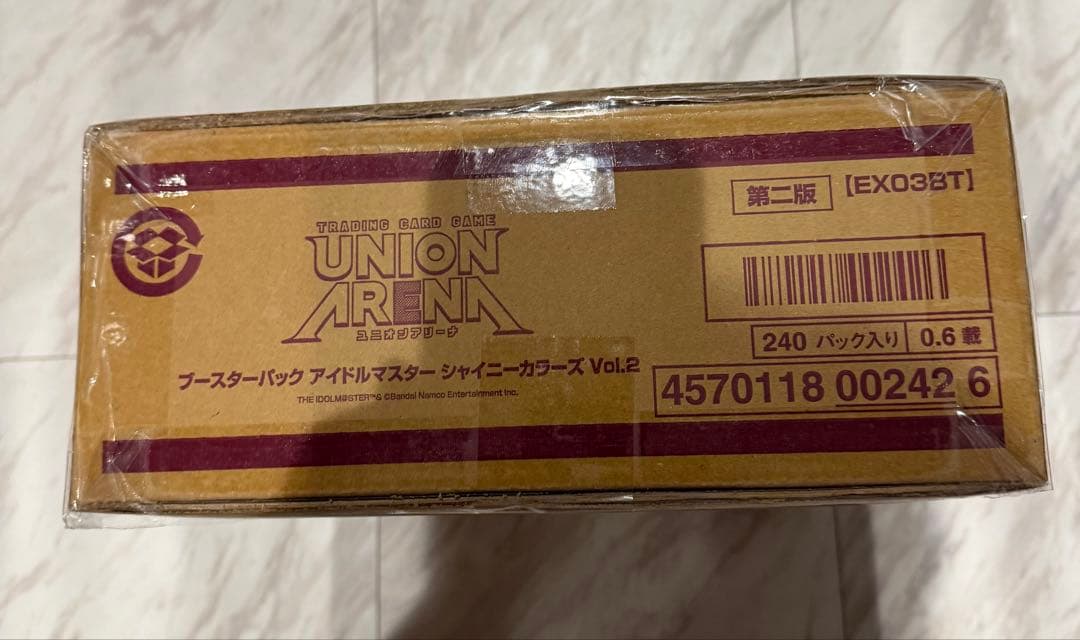 第二版 【EX03BT】
TRADING CARD GAME
UNION
ARENA
ユニオンアリーナ
240 パック入り 0.6 載
ブースターパック アイドルマスター シャイニーカラーズ Vol.2
4570118 00242 6
THE IDOLM@STER™& ©Bandai Namco Entertainment Inc.